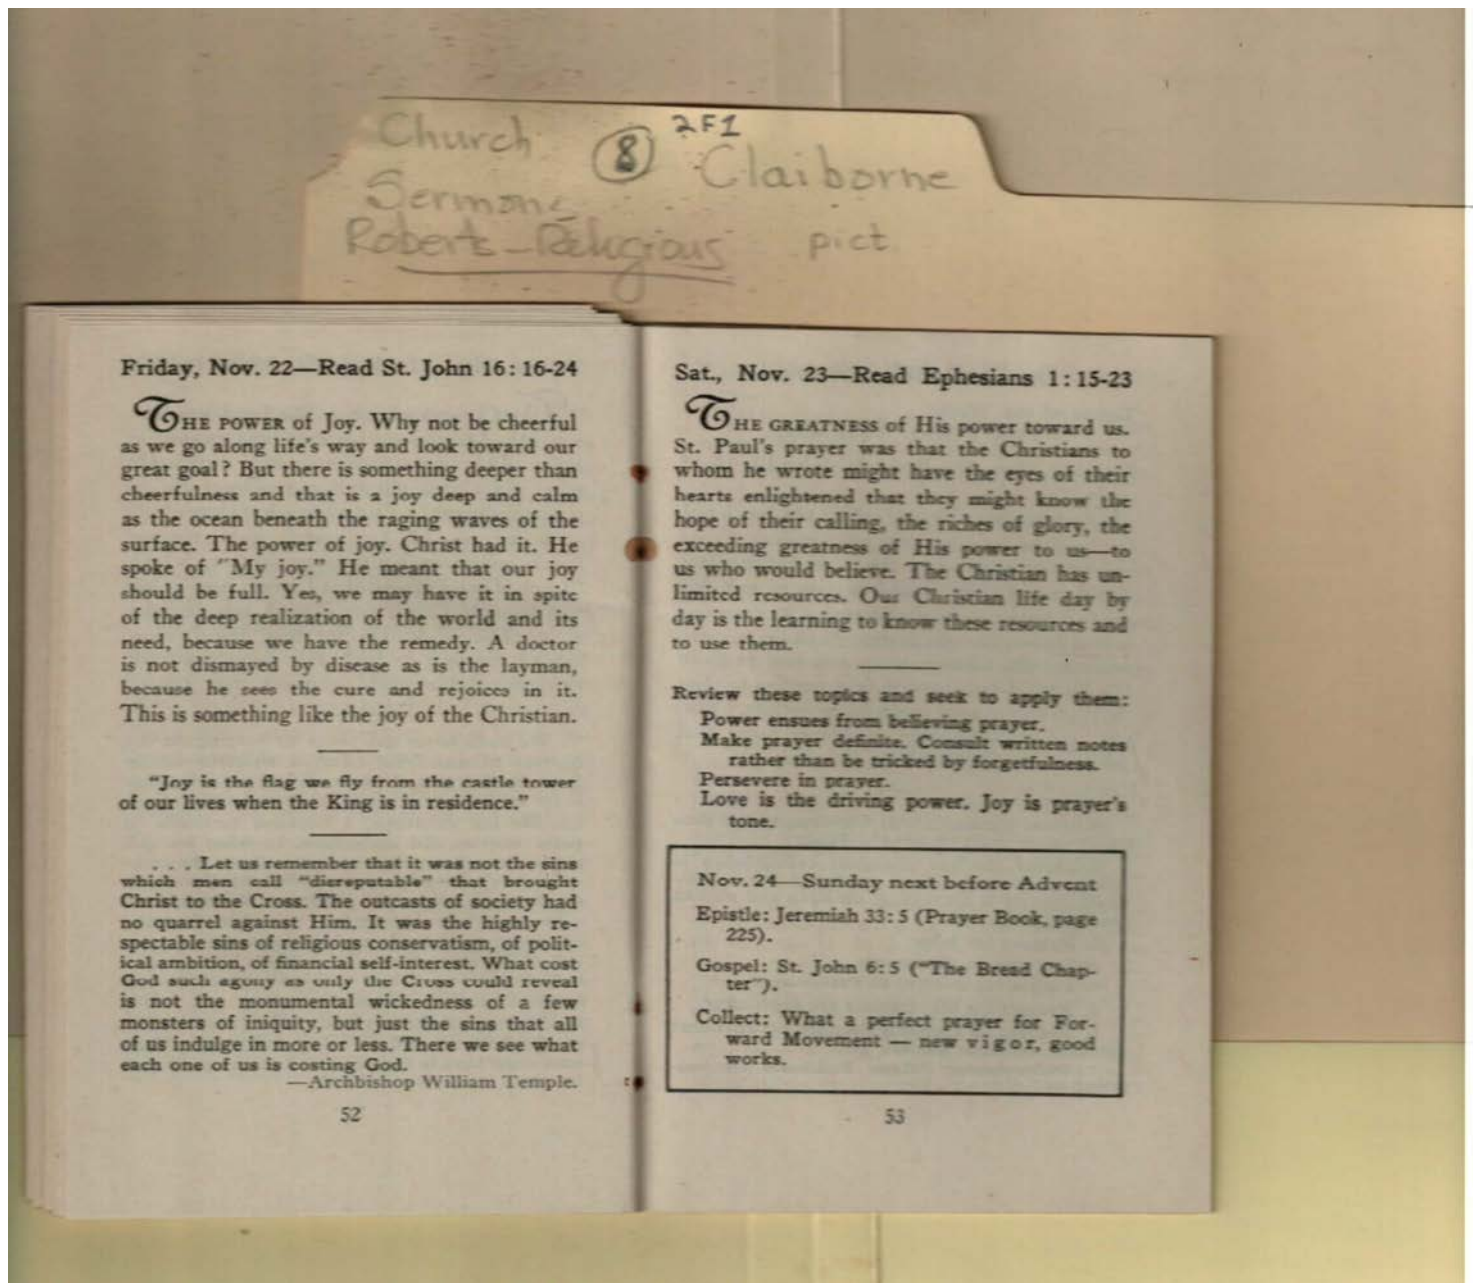 Church
⑧
2F1
Claiborne
Sermons
Roberts-Religious
pict
Friday, Nov. 22—Read St. John 16:16-24
THE POWER of Joy. Why not be cheerful
as we go along life's way and look toward our
great goal? But there is something deeper than
cheerfulness and that is a joy deep and calm
as the ocean beneath the raging waves of the
surface. The power of joy. Christ had it. He
spoke of "My joy." He meant that our joy
should be full. Yes, we may have it in spite
of the deep realization of the world and its
need, because we have the remedy. A doctor
is not dismayed by disease as is the layman,
because he sees the cure and rejoices in it.
This is something like the joy of the Christian.
"Joy is the flag we fly from the castle tower
of our lives when the King is in residence."
. . . Let us remember that it was not the sins
which men call "disreputable" that brought
Christ to the Cross. The outcasts of society had
no quarrel against Him. It was the highly re-
spectable sins of religious conservatism, of polit-
ical ambition, of financial self-interest. What cost
God such agony as only the Cross could reveal
is not the monumental wickedness of a few
monsters of iniquity, but just the sins that all
of us indulge in more or less. There we see what
each one of us is costing God.
—Archbishop William Temple.
52
Sat., Nov. 23—Read Ephesians 1:15-23
THE GREATNESS of His power toward us.
St. Paul's prayer was that the Christians to
whom he wrote might have the eyes of their
hearts enlightened that they might know the
hope of their calling, the riches of glory, the
exceeding greatness of His power to us—to
us who would believe. The Christian has un-
limited resources. Our Christian life day by
day is the learning to know these resources and
to use them.
Review these topics and seek to apply them:
Power ensues from believing prayer.
Make prayer definite. Consult written notes
rather than be tricked by forgetfulness.
Persevere in prayer.
Love is the driving power. Joy is prayer's
tone.
Nov. 24—Sunday next before Advent
Epistle: Jeremiah 33:5 (Prayer Book, page
225).
Gospel: St. John 6:5 ("The Bread Chap-
ter").
Collect: What a perfect prayer for For-
ward Movement — new vigor, good
works.
53